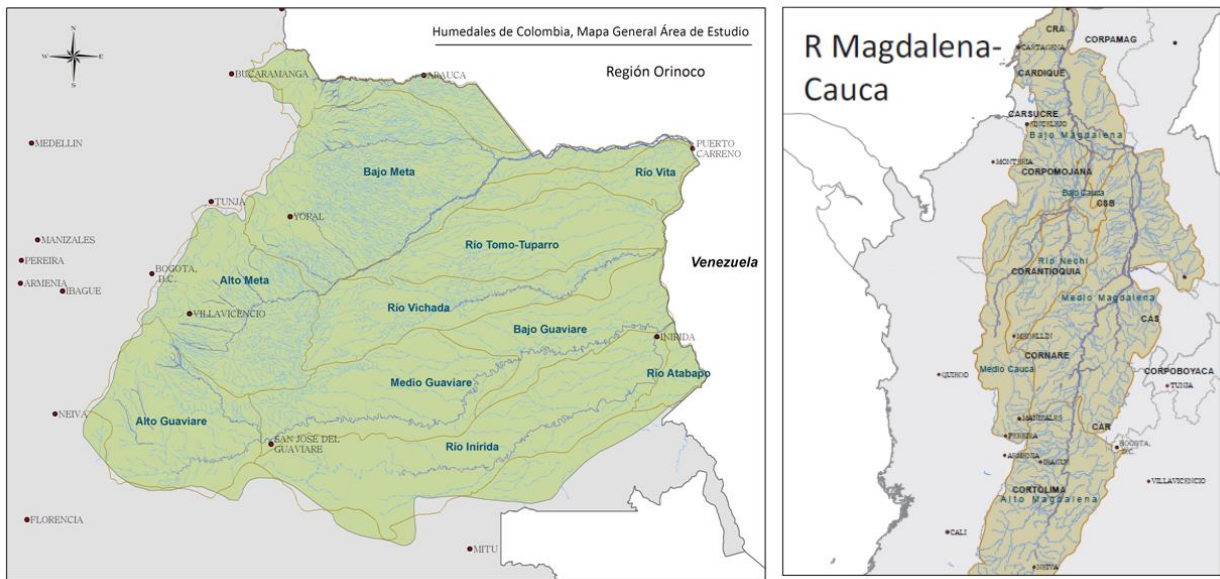 Humedales de Colombia, Mapa General Área de Estudio
Región Orinoco
N
W
E
S
BUCARAMANGA
ARAUCA
MEDELLIN
PUERTO
CARREÑO
Bajo Meta
Río Vita
TUNJA
YOPAL
MANIZALES
Río Tomo-Tuparro
PEREIRA
BOGOTA,
D.C.
Venezuela
ARMENIA
IBAGUE
Alto Meta
Río Vichada
VILLAVICENCIO
Bajo Guaviare
INIRIDA
Río Atabapo
Medio Guaviare
NEIVA
Alto Guaviare
SAN JOSE DEL
GUAVIARE
Río Inirida
FLORENCIA
MITU
R Magdalena-
Cauca
CRA
CORPAMAG
CARTAGENA
CARDIQUE
CARSUCRE
Bajo Magdalena
MONTERIA
CORPOMOJANA
Bajo Cauca
CSB
Río Nechi
CORANTIOQUIA
Medio Magdalena
CAS
MEDELLIN
CORNARE
Medio Cauca
CORPOBOYACA
QUIBDO
TUNJA
MANIZALES
CAR
PEREIRA
BOGOTA,
D.C.
ARMENIA
IBAGUE
VILLAVICENCIO
CORTOLIMA
Alto Magdalena
CALI
NEIVA